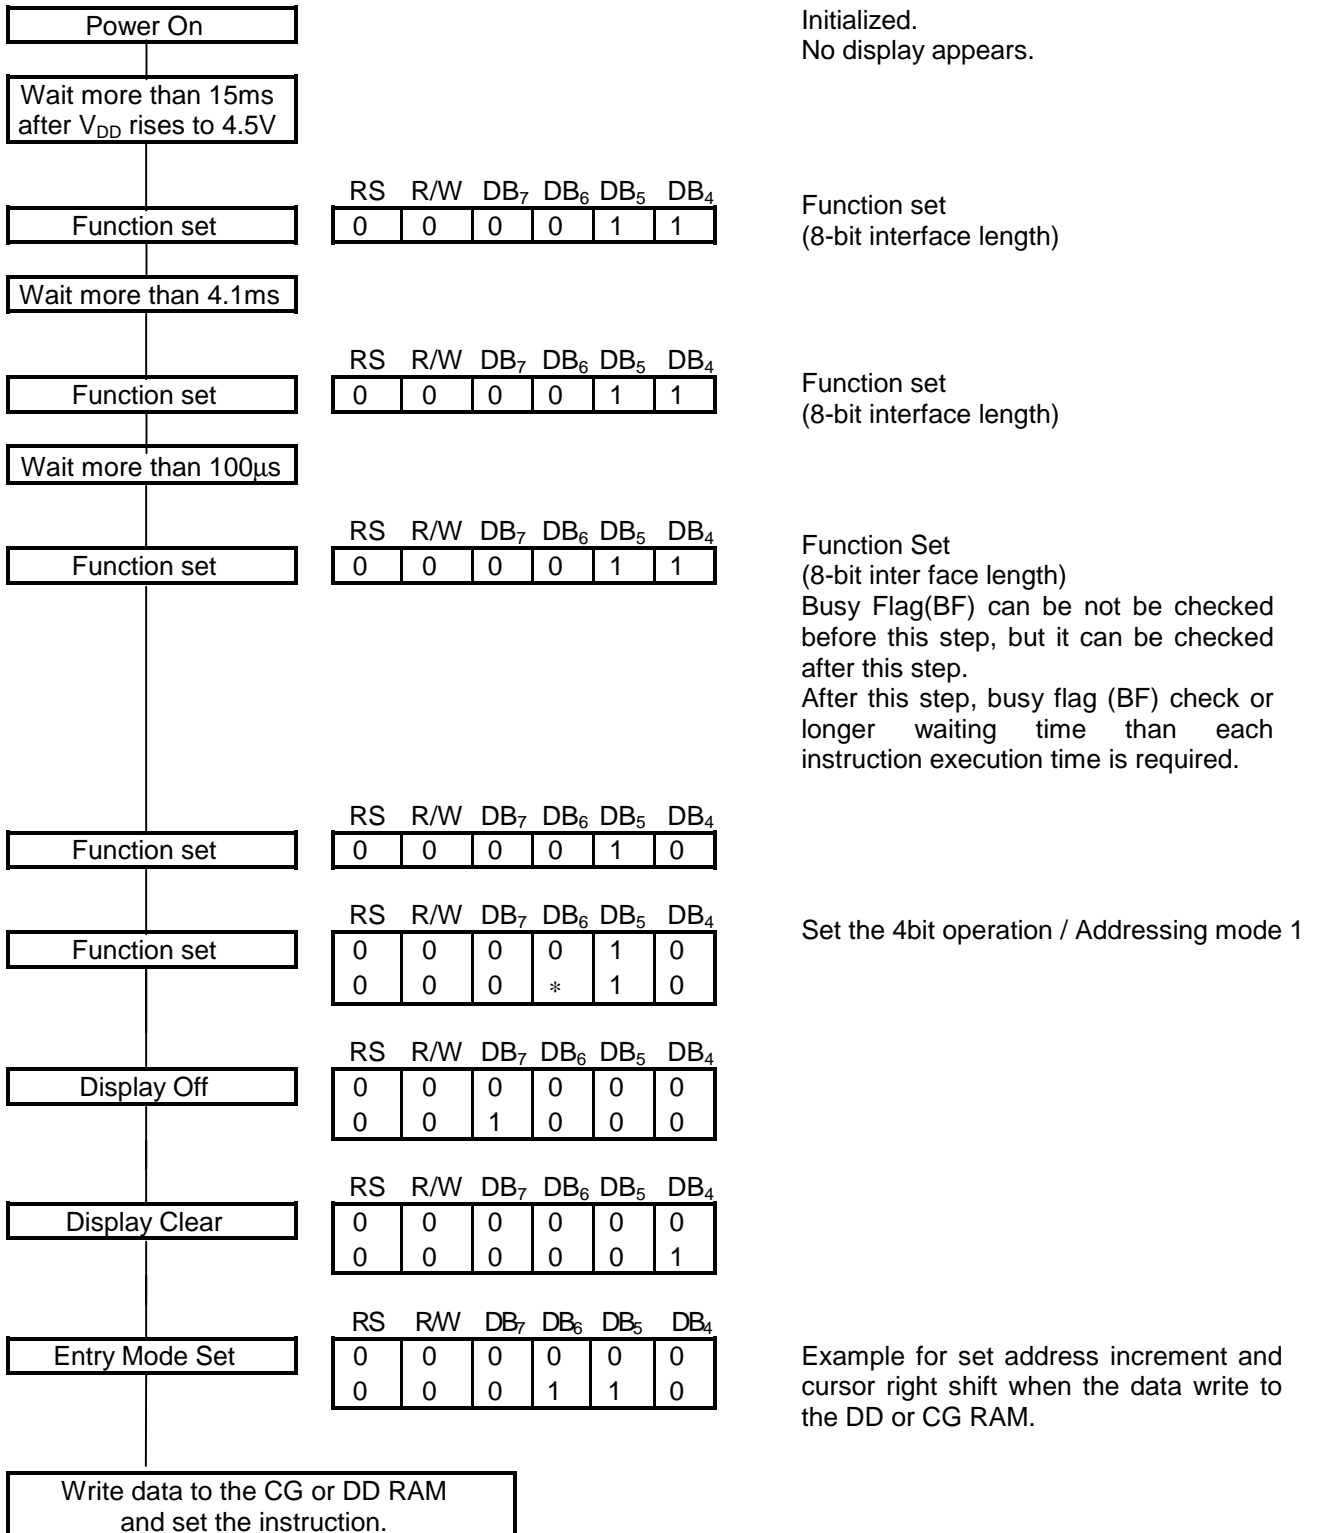 Power On
Initialized.
No display appears.
Wait more than 15ms
after V_DD rises to 4.5V
RS R/W DB₇ DB₆ DB₅ DB₄
Function set
0 0 0 0 1 1
Function set
(8-bit interface length)
Wait more than 4.1ms
RS R/W DB₇ DB₆ DB₅ DB₄
Function set
0 0 0 0 1 1
Function set
(8-bit interface length)
Wait more than 100µs
RS R/W DB₇ DB₆ DB₅ DB₄
Function set
0 0 0 0 1 1
Function Set
(8-bit inter face length)
Busy Flag(BF) can be not be checked
before this step, but it can be checked
after this step.
After this step, busy flag (BF) check or
longer waiting time than each
instruction execution time is required.
RS R/W DB₇ DB₆ DB₅ DB₄
Function set
0 0 0 0 1 0
RS R/W DB₇ DB₆ DB₅ DB₄
Function set
0 0 0 0 1 0
0 0 0 * 1 0
Set the 4bit operation / Addressing mode 1
RS R/W DB₇ DB₆ DB₅ DB₄
Display Off
0 0 0 0 0 0
0 0 1 0 0 0
RS R/W DB₇ DB₆ DB₅ DB₄
Display Clear
0 0 0 0 0 0
0 0 0 0 0 1
RS R/W DB₇ DB₆ DB₅ DB₄
Entry Mode Set
0 0 0 0 0 0
0 0 0 1 1 0
Example for set address increment and
cursor right shift when the data write to
the DD or CG RAM.
Write data to the CG or DD RAM
and set the instruction.